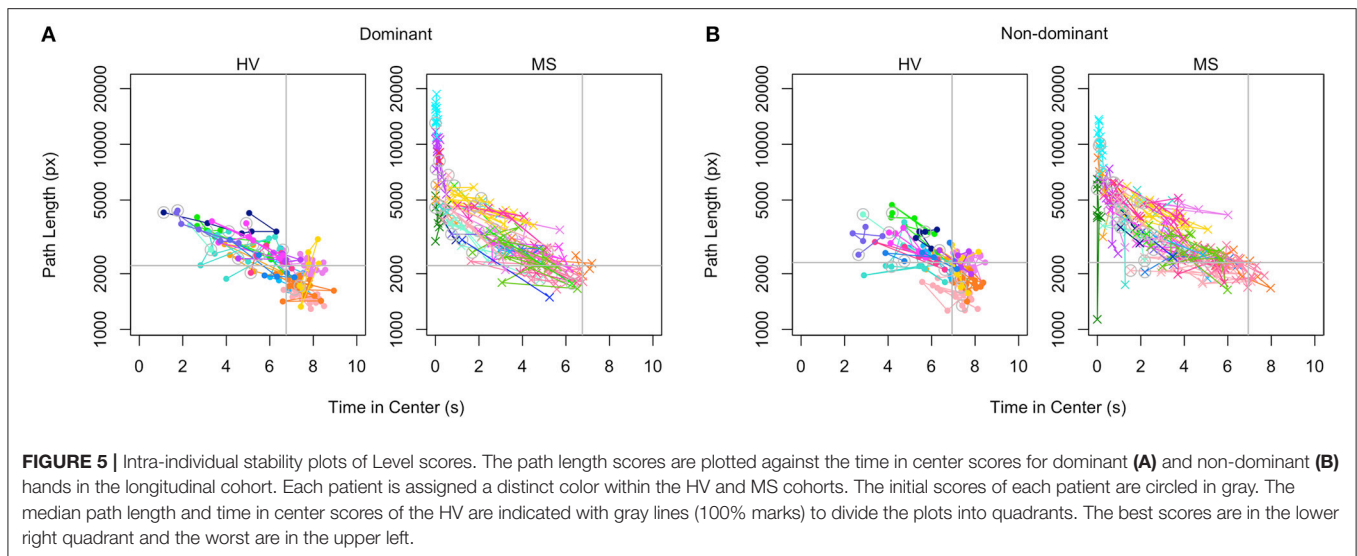 A
Dominant
B
Non-dominant
HV
MS
HV
MS
Path Length (px)
20000
10000
5000
2000
1000
20000
10000
5000
2000
1000
Path Length (px)
20000
10000
5000
2000
1000
20000
10000
5000
2000
1000
0 2 4 6 8 10
0 2 4 6 8 10
0 2 4 6 8 10
0 2 4 6 8 10
Time in Center (s)
Time in Center (s)
FIGURE 5 | Intra-individual stability plots of Level scores. The path length scores are plotted against the time in center scores for dominant (A) and non-dominant (B)
hands in the longitudinal cohort. Each patient is assigned a distinct color within the HV and MS cohorts. The initial scores of each patient are circled in gray. The
median path length and time in center scores of the HV are indicated with gray lines (100% marks) to divide the plots into quadrants. The best scores are in the lower
right quadrant and the worst are in the upper left.